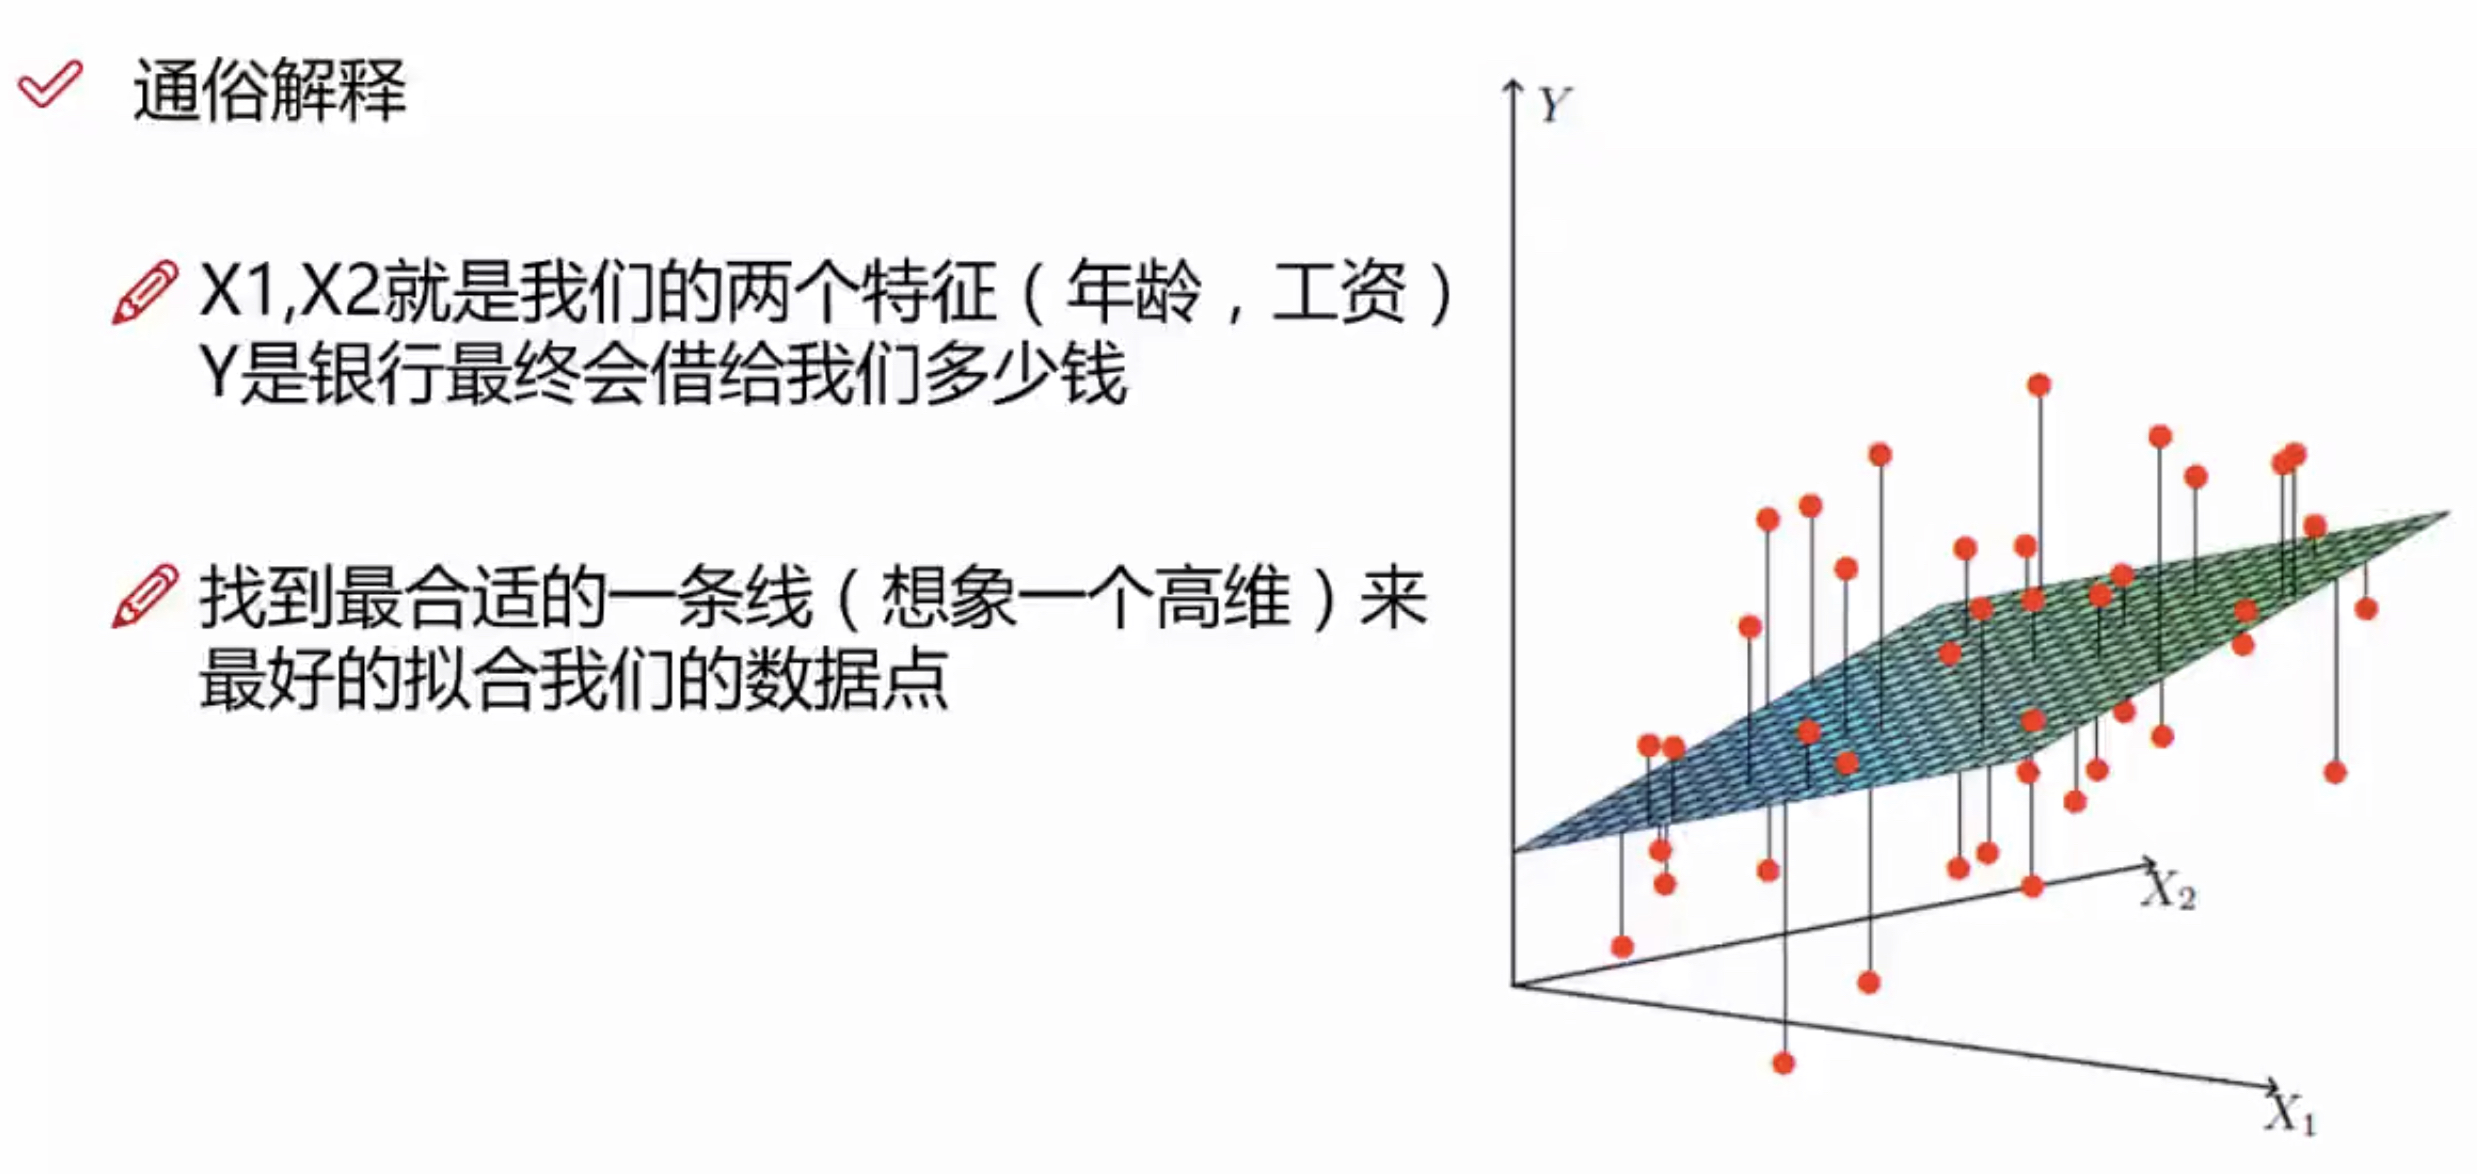 通俗解释
X1,X2就是我们的两个特征（年龄，工资）
Y是银行最终会借给我们多少钱
找到最合适的一条线（想象一个高维）来
最好的拟合我们的数据点
Y
X₂
X₁